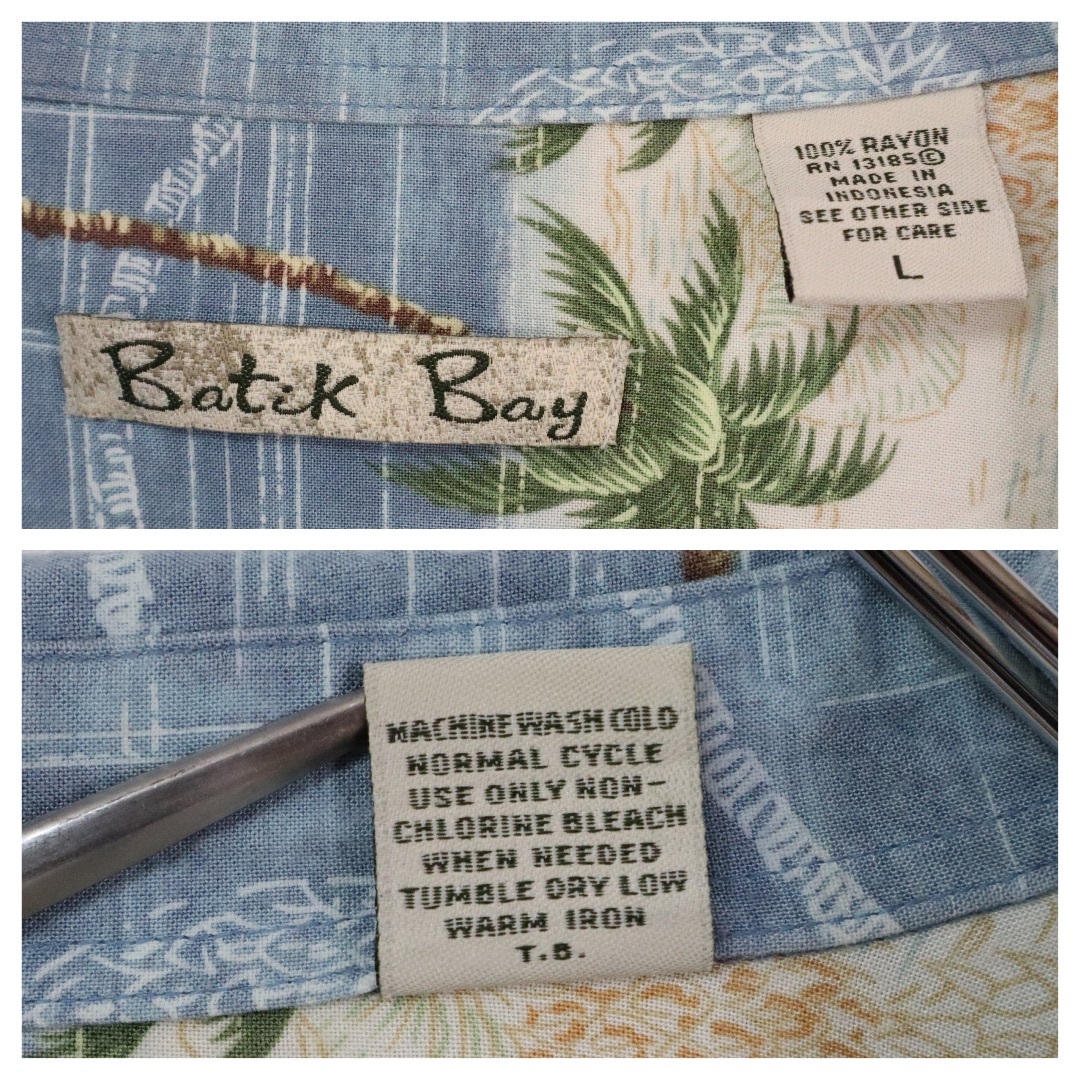 100% RAYON
RN 13185©
MADE IN
INDONESIA
SEE OTHER SIDE
FOR CARE
L
Batik Bay
MACHINE WASH COLD
NORMAL CYCLE
USE ONLY NON-
CHLORINE BLEACH
WHEN NEEDED
TUMBLE DRY LOW
WARM IRON
T.B.